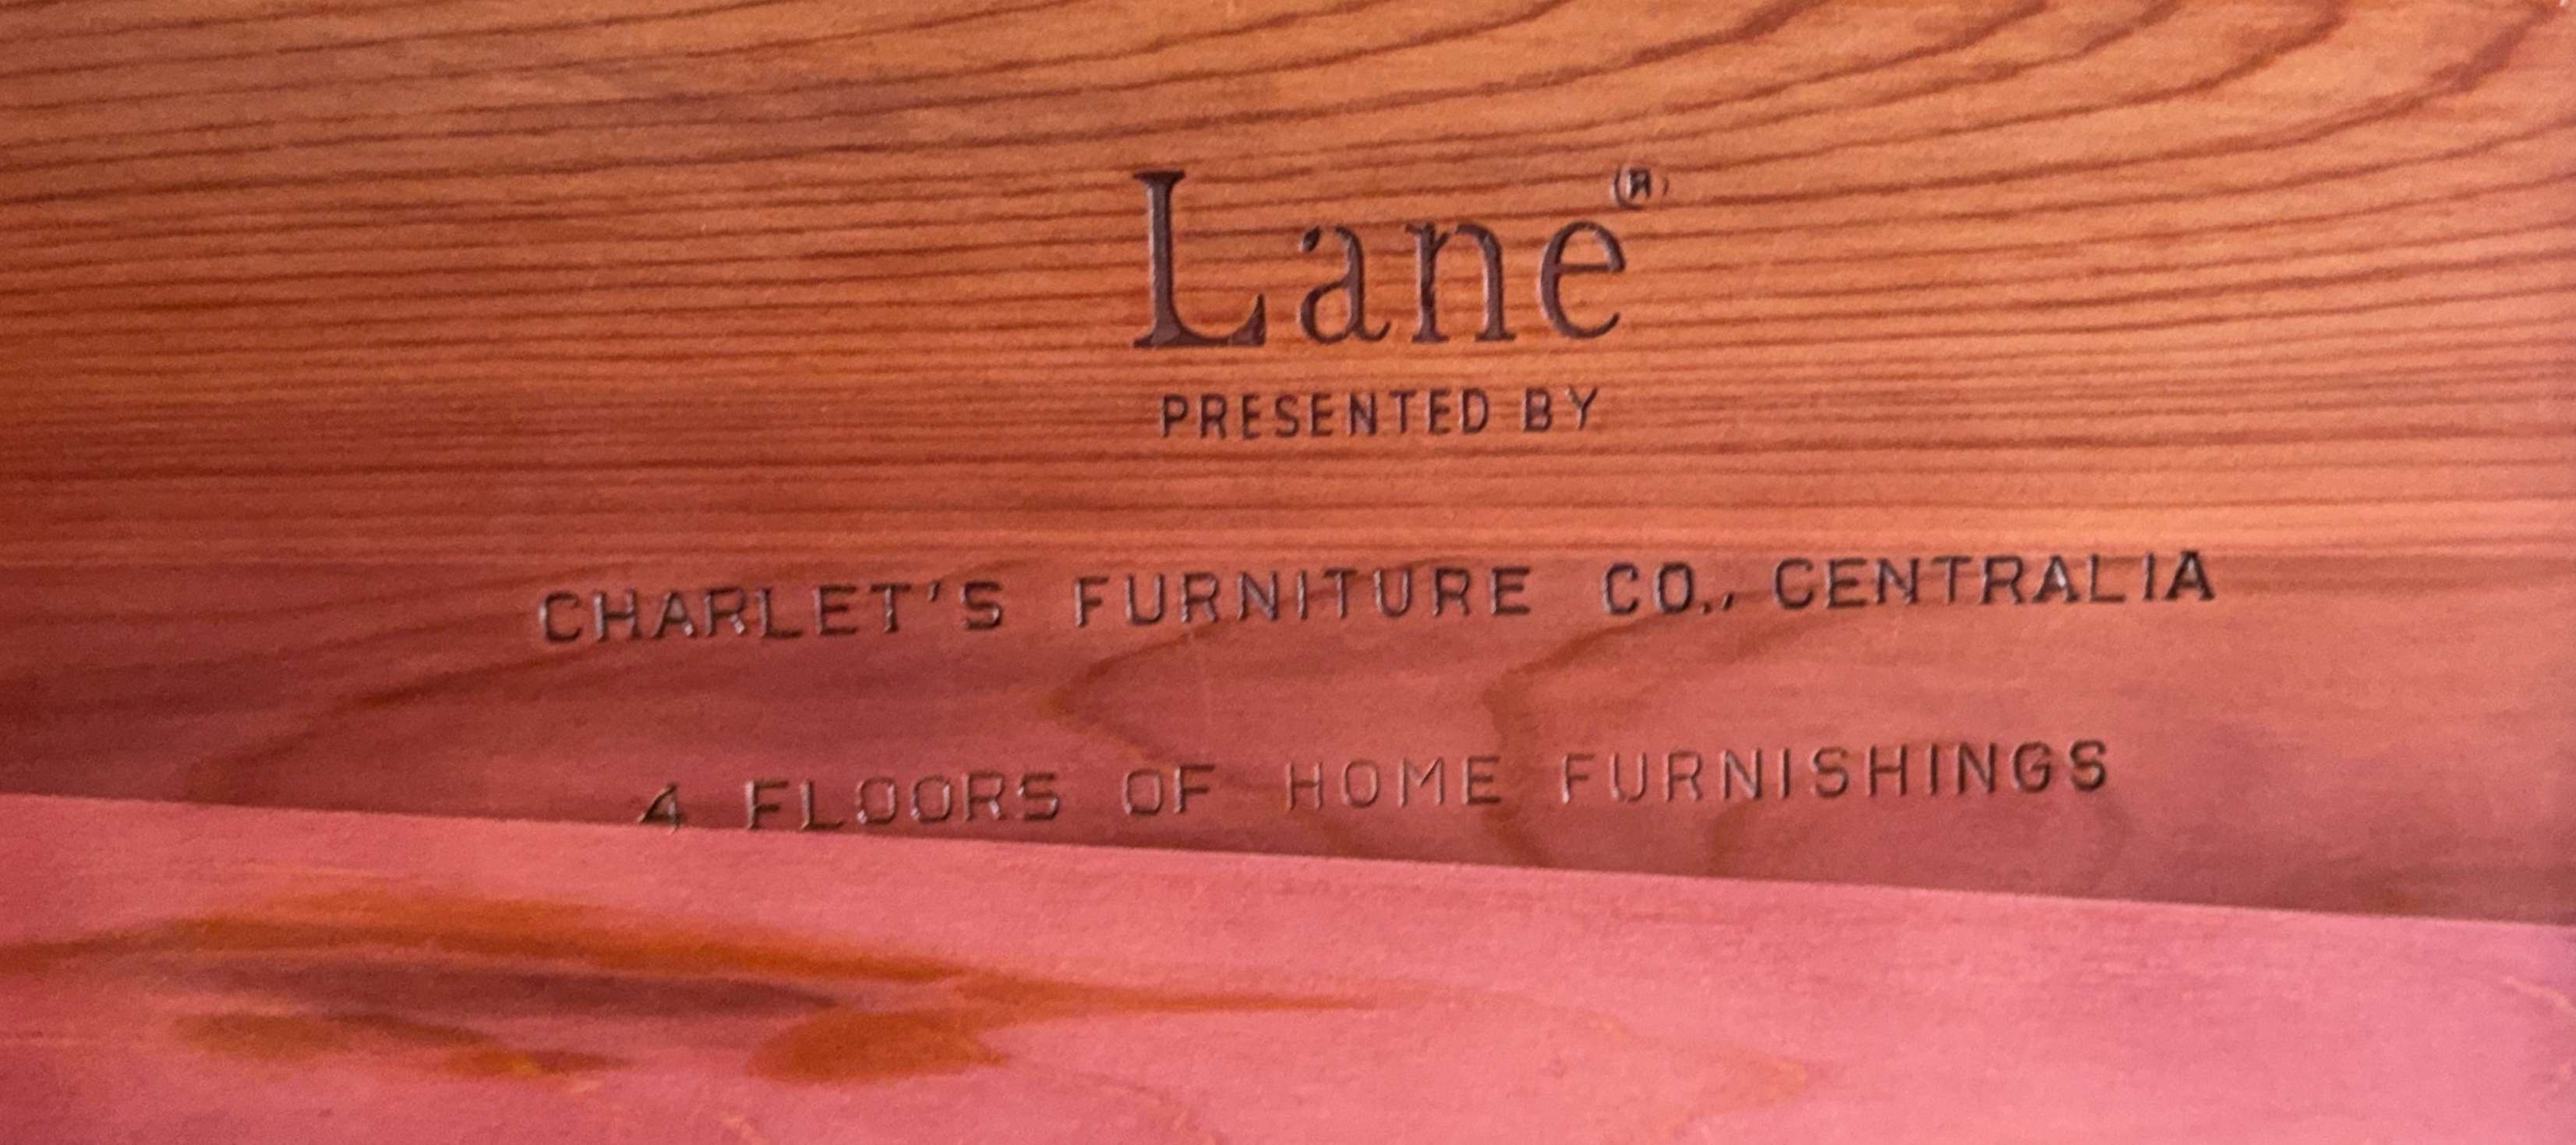 Lane®
PRESENTED BY
CHARLET'S FURNITURE CO., CENTRALIA
4 FLOORS OF HOME FURNISHINGS